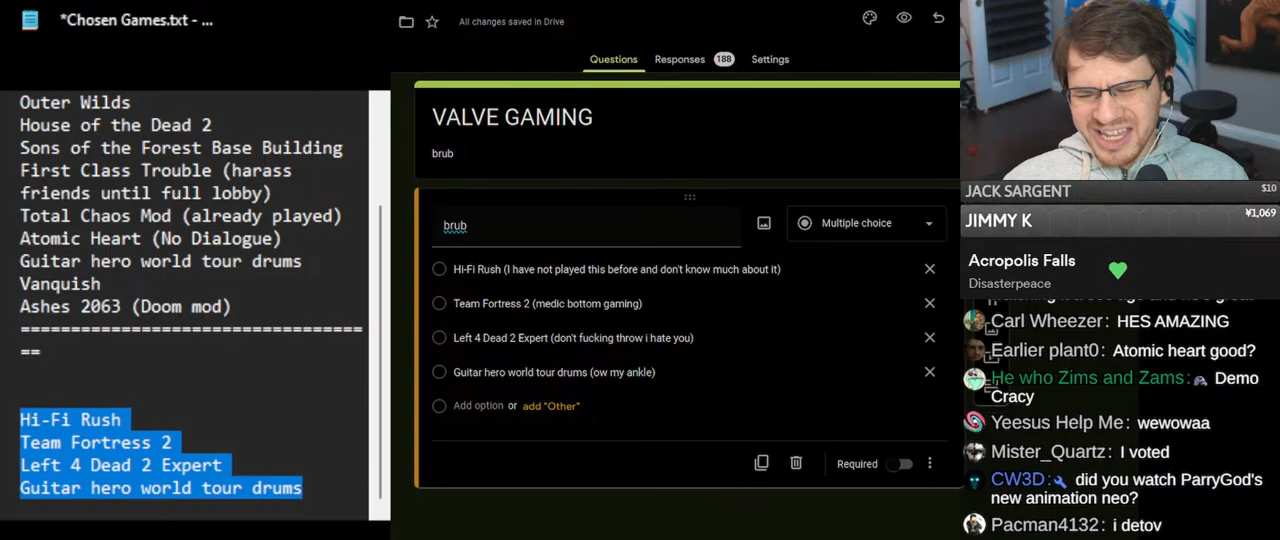 *Chosen Games.txt - ...
Outer Wilds
House of the Dead 2
Sons of the Forest Base Building
First Class Trouble (harass
friends until full lobby)
Total Chaos Mod (already played)
Atomic Heart (No Dialogue)
Guitar hero world tour drums
Vanquish
Ashes 2063 (Doom mod)
==================================
==
Hi-Fi Rush
Team Fortress 2
Left 4 Dead 2 Expert
Guitar hero world tour drums
All changes saved in Drive
Questions
Responses 188
Settings
VALVE GAMING
brub
brub
Multiple choice
Hi-Fi Rush (I have not played this before and don't know much about it)
Team Fortress 2 (medic bottom gaming)
Left 4 Dead 2 Expert (don't fucking throw i hate you)
Guitar hero world tour drums (ow my ankle)
Add option or add "Other"
Required
JACK SARGENT $10
JIMMY K ¥1,069
Acropolis Falls
Disasterpeace
Carl Wheezer: HES AMAZING
Earlier plant0: Atomic heart good?
He who Zims and Zams: Demo
Cracy
Yeesus Help Me: wewowaa
Mister_Quartz: I voted
CW3D: did you watch ParryGod's
new animation neo?
Pacman4132: i detov